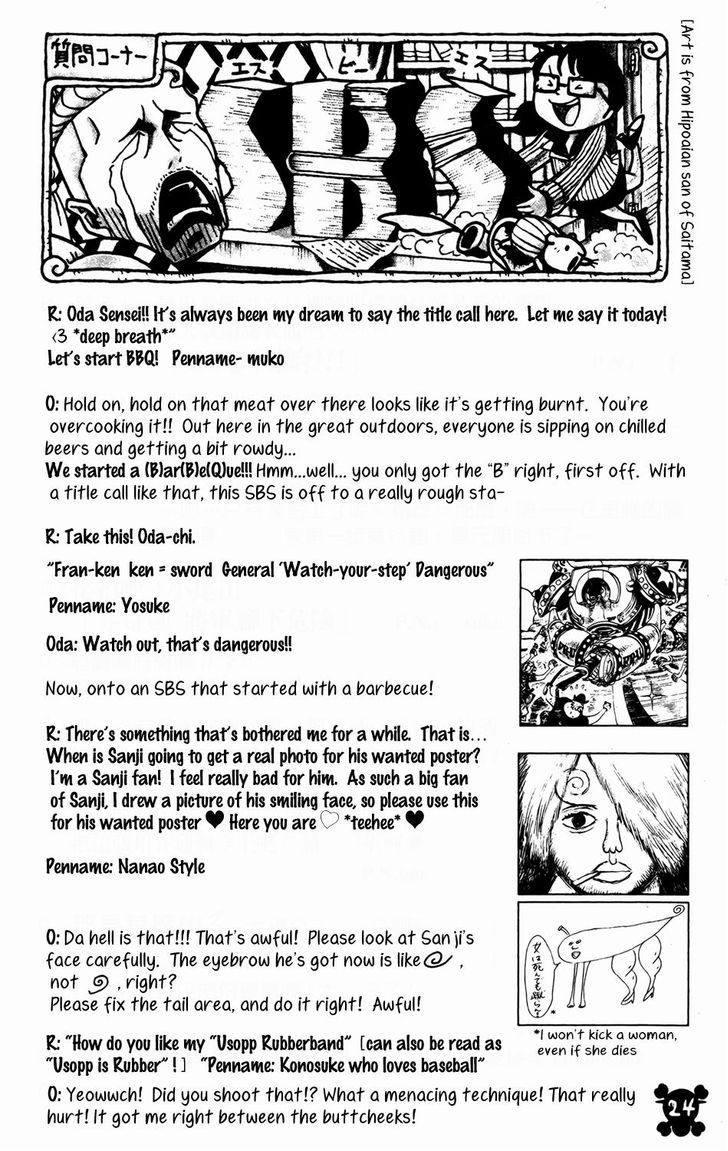 質問コーナー
エス ビー エス
SBS
[Art is from Hipoaian san of Saitama]
R: Oda Sensei!! It's always been my dream to say the title call here. Let me say it today!
<3 *deep breath*"
Let's start BBQ! Penname- muko
O: Hold on, hold on that meat over there looks like it's getting burnt. You're
overcooking it!! Out here in the great outdoors, everyone is sipping on chilled
beers and getting a bit rowdy...
We started a (B)ar(B)e(Q)ue!!! Hmm...well... you only got the "B" right, first off. With
a title call like that, this SBS is off to a really rough sta-
R: Take this! Oda-chi.
"Fran-ken ken = sword General 'Watch-your-step' Dangerous"
Penname: Yosuke
Oda: Watch out, that's dangerous!!
Now, onto an SBS that started with a barbecue!
R: There's something that's bothered me for a while. That is...
When is Sanji going to get a real photo for his wanted poster?
I'm a Sanji fan! I feel really bad for him. As such a big fan
of Sanji, I drew a picture of his smiling face, so please use this
for his wanted poster ♥ Here you are ♡ *teehee* ♥
Penname: Nanao Style
O: Da hell is that!!! That's awful! Please look at Sanji's
face carefully. The eyebrow he's got now is like ,
not , right?
Please fix the tail area, and do it right! Awful!
女は死んでも蹴らんて
*
*I won't kick a woman,
even if she dies
R: "How do you like my "Usopp Rubberband" [can also be read as
"Usopp is Rubber" ! ] "Penname: Konosuke who loves baseball"
O: Yeowwch! Did you shoot that!? What a menacing technique! That really
hurt! It got me right between the buttcheeks!
24